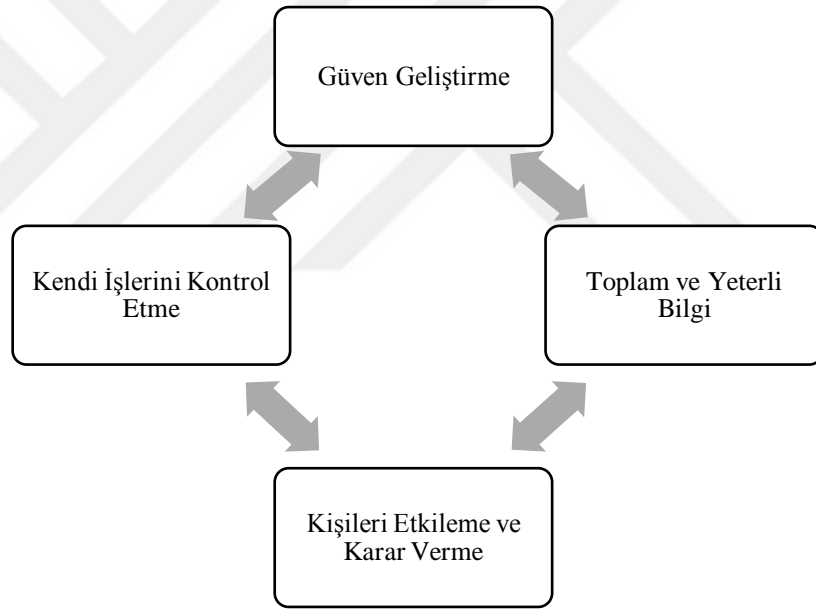 Güven Geliştirme
Kendi İşlerini Kontrol
Etme
Toplam ve Yeterli
Bilgi
Kişileri Etkileme ve
Karar Verme